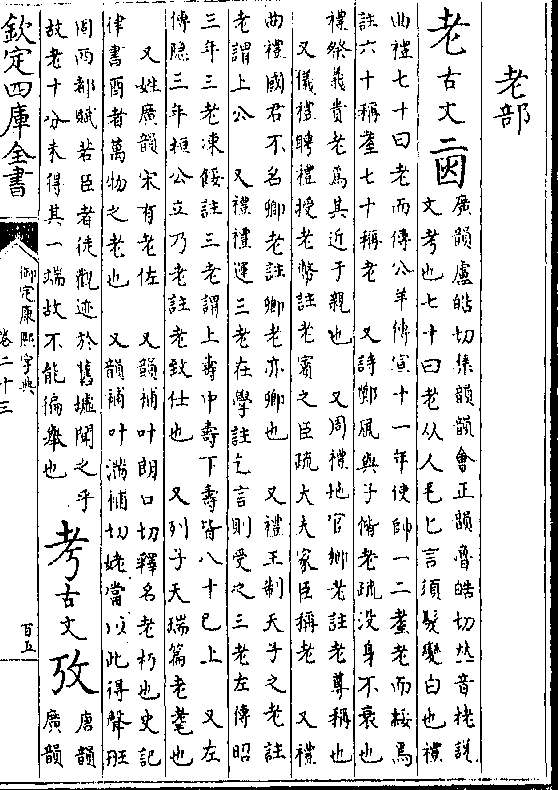 老部
老古文
廣韻盧皓切集韻韻會正韻魯皓切𠀤音栳說
文考也七十曰老从人毛匕言須髮變白也禮
曲禮七十曰老而傳公羊傳宣十一年使帥一二耋老而綏焉
註六十稱耋七十稱老　又詩鄭風與子偕老疏没身不衰也
禮祭義貴老爲其近于親也　又周禮地官鄉老註老尊稱也
又儀禮聘禮授老幣註老賓之臣疏大夫家臣稱老　又禮
曲禮國君不名卿老註卿老亦卿也　又禮王制天子之老註
老謂上公　又禮禮運三老在學註乞言則受之三老左傳昭
三年三老凍餒註三老謂上壽中壽下壽皆八十已上　又左
傳隱三年桓公立乃老註老致仕也　又列子天瑞篇老耄也
又姓廣韻宋有老佐　又韻補叶朗口切釋名老朽也史記
律書酉者萬物之老也　又韻補叶滿補切姥當以此得聲班
固西都賦若臣者徒觀迹於舊墟聞之乎
故老十分未得其一端故不能徧舉也
考古文攷
唐韻
廣韻
欽定四庫全書
御定康熙字典
卷二十三
百五